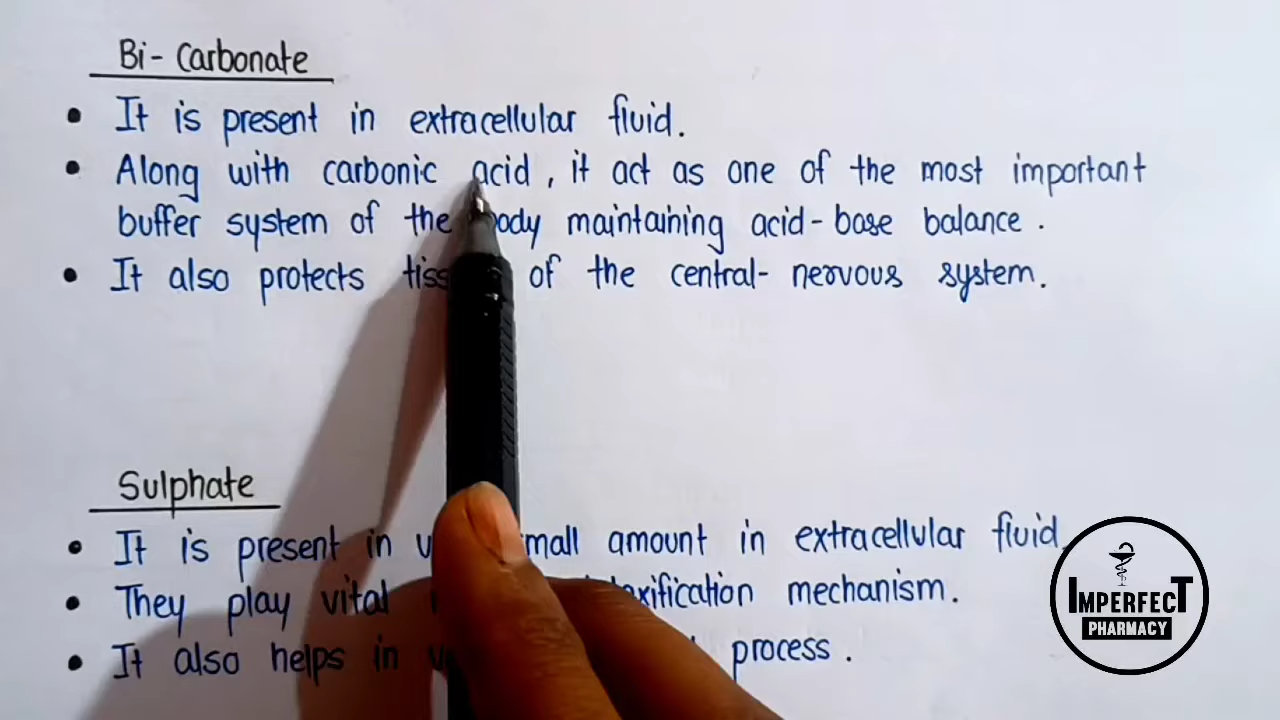 Bi- Carbonate
• It is present in extracellular fluid.
• Along with carbonic acid, it act as one of the most important
buffer system of the body maintaining acid-base balance.
• It also protects of the central- nervous system.
Sulphate
• It is present in small amount in extracellular fluid
• They play vital mechanism.
• It also helps in process.
IMPERFECT
PHARMACY